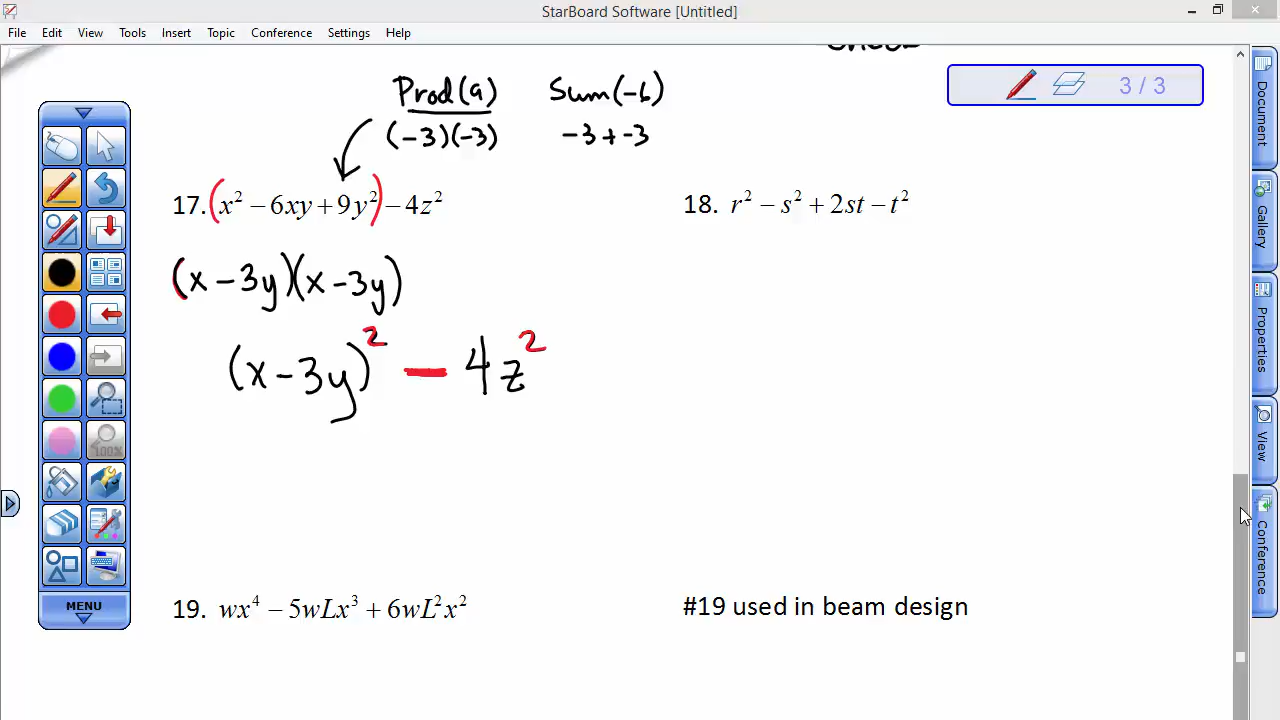 StarBoard Software [Untitled]
File Edit View Tools Insert Topic Conference Settings Help
3 / 3
Prod(9) Sum(-6)
(-3)(-3) -3 + -3
17. (x² − 6xy + 9y²) − 4z²
18. r² − s² + 2st − t²
(x − 3y)(x − 3y)
(x − 3y)² − 4z²
19. wx⁴ − 5wLx³ + 6wL²x²
#19 used in beam design
100%
MENU
Document
Gallery
Properties
View
Conference